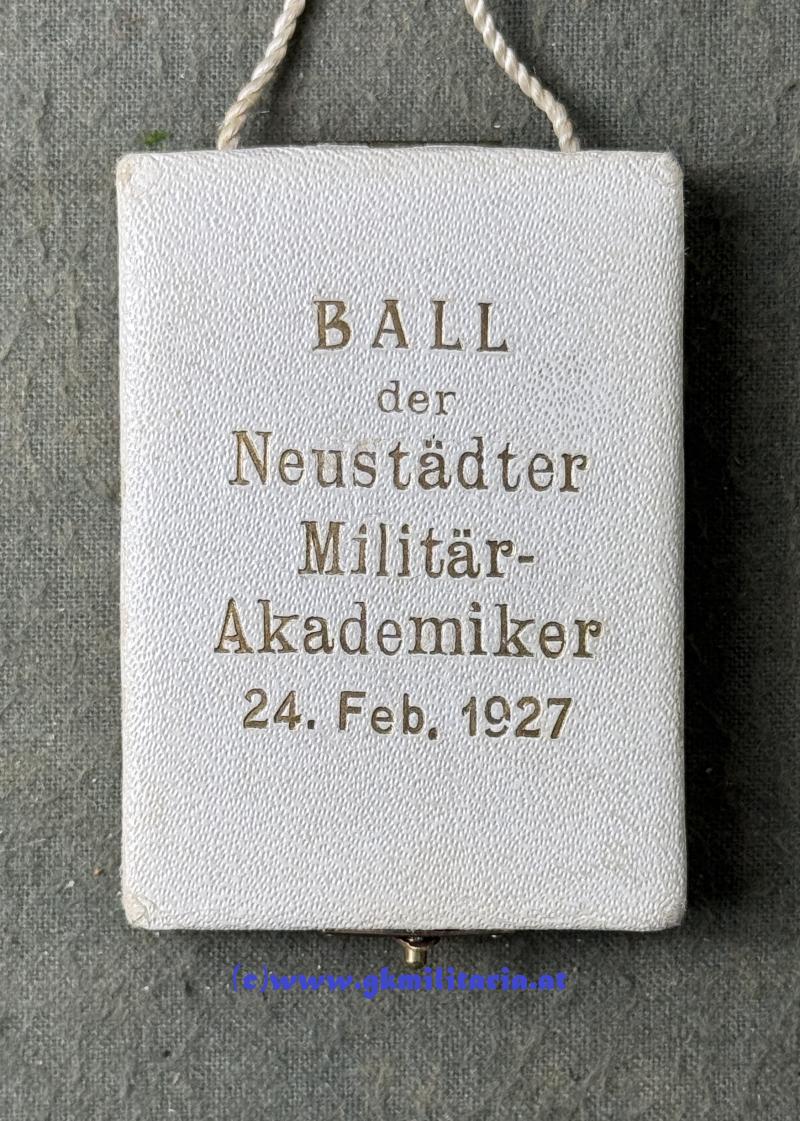 BALL
der
Neustädter
Militär-
Akademiker
24. Feb. 1927
(c)www.gkmilitaria.at